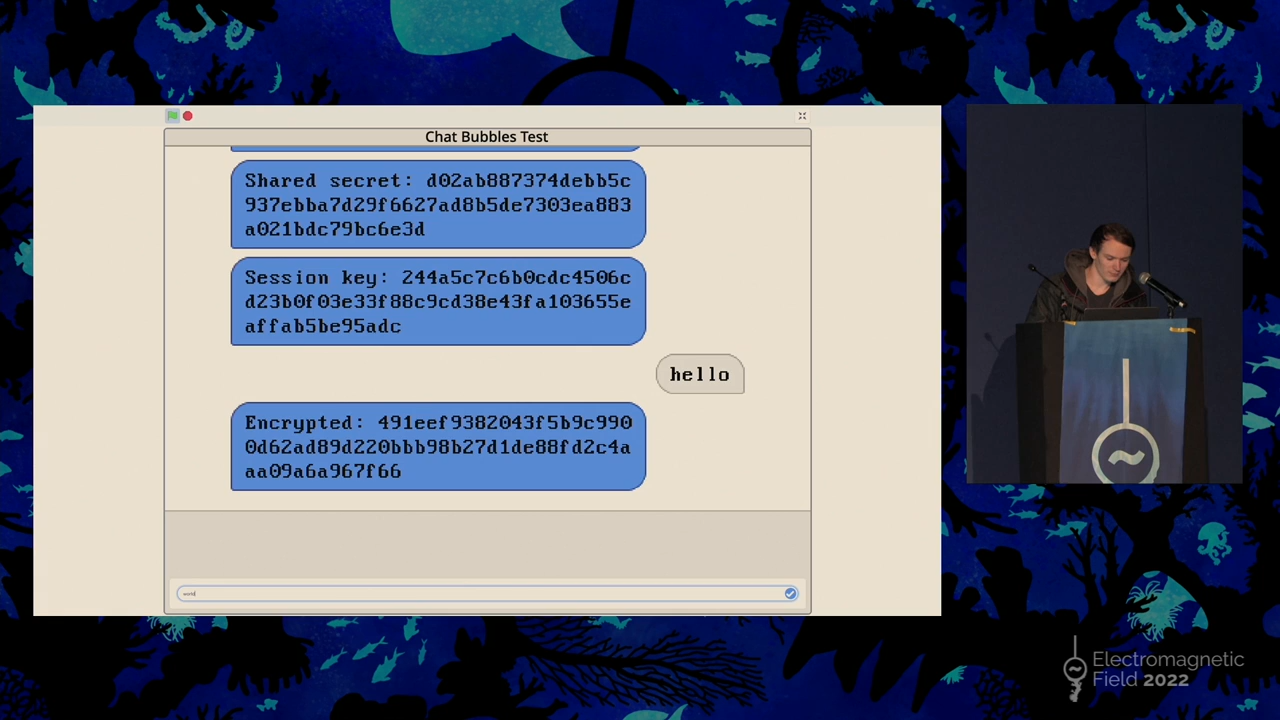 Chat Bubbles Test
Shared secret: d02ab887374debb5c
937ebba7d29f6627ad8b5de7303ea883
a021bdc79bc6e3d
Session key: 244a5c7c6b0cdc4506c
d23b0f03e33f88c9cd38e43fa103655e
affab5be95adc
hello
Encrypted: 491eef9382043f5b9c990
0d62ad89d220bbb98b27d1de88fd2c4a
aa09a6a967f66
world
Electromagnetic
Field 2022